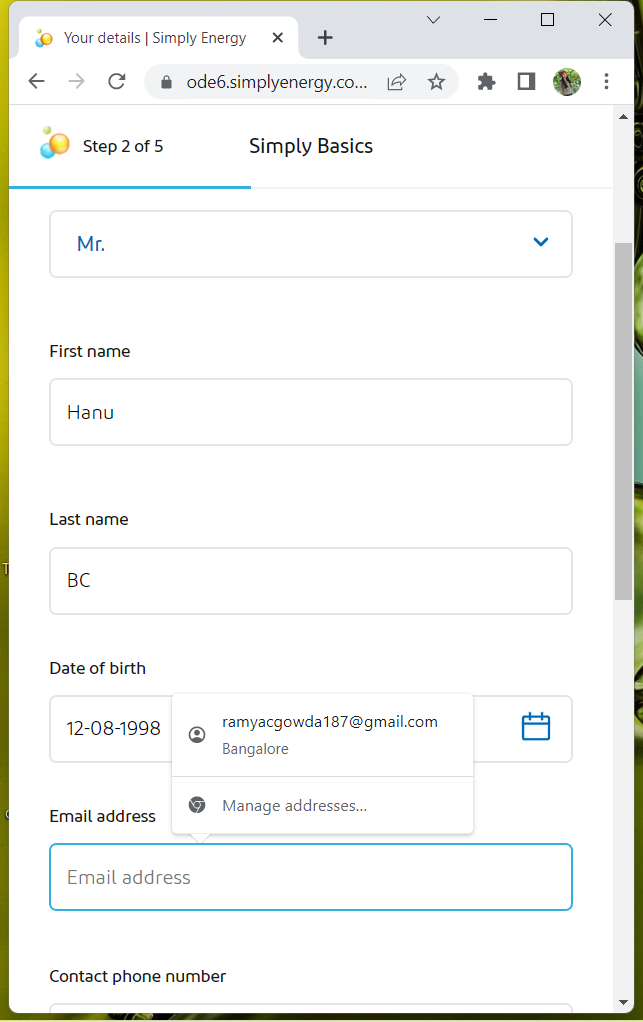 Your details | Simply Energy
ode6.simplyenergy.co...
Step 2 of 5
Simply Basics
Mr.
First name
Hanu
Last name
BC
Date of birth
12-08-1998
ramyacgowda187@gmail.com
Bangalore
Manage addresses...
Email address
Email address
Contact phone number